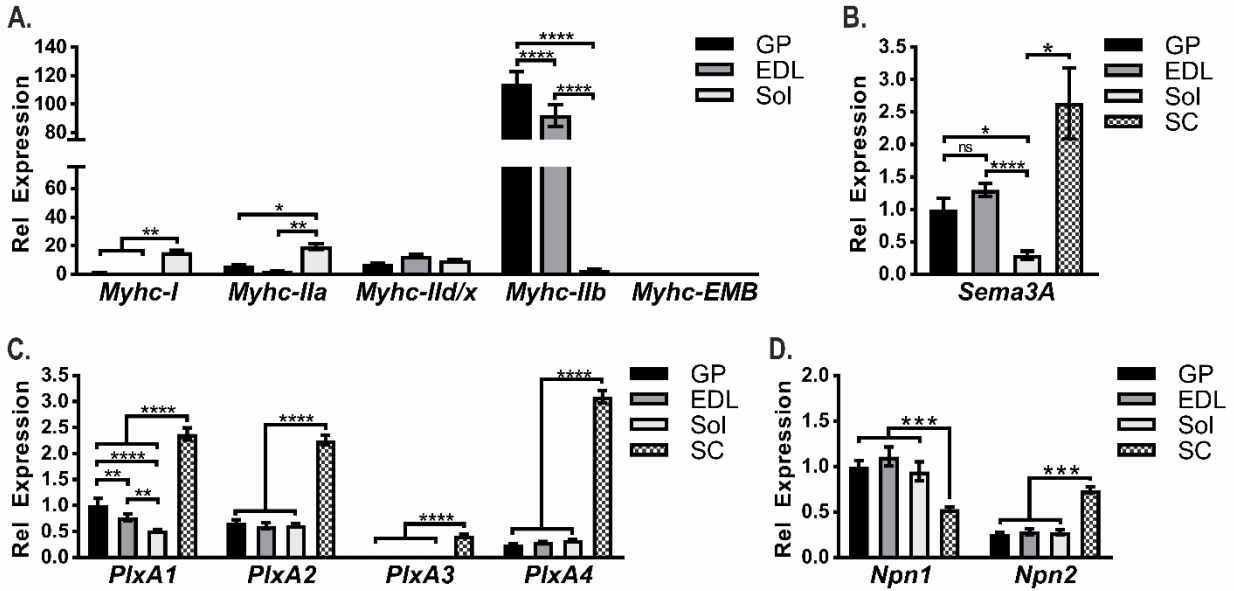 A.
140
120
100
80
60
40
20
0
Rel Expression
****
****
****
**
*
**
GP
EDL
Sol
Myhc-I Myhc-IIa Myhc-IId/x Myhc-IIb Myhc-EMB
B.
3.5
3.0
2.5
2.0
1.5
1.0
0.5
0.0
Rel Expression
*
*
ns
****
GP
EDL
Sol
SC
Sema3A
C.
3.5
3.0
2.5
2.0
1.5
1.0
0.5
0.0
Rel Expression
****
****
**
**
****
****
****
GP
EDL
Sol
SC
PlxA1 PlxA2 PlxA3 PlxA4
D.
2.0
1.5
1.0
0.5
0.0
Rel Expression
***
***
GP
EDL
Sol
SC
Npn1 Npn2